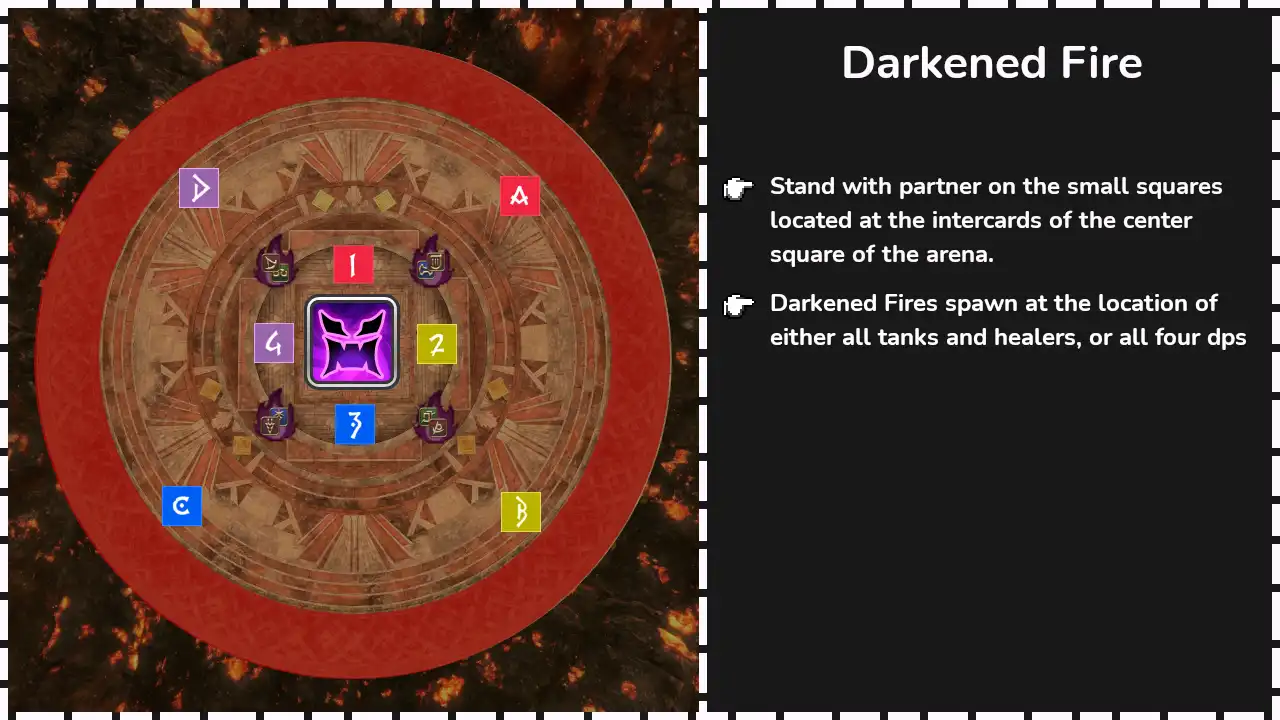 Darkened Fire
D
A
1
4
2
3
C
B
Stand with partner on the small squares
located at the intercards of the center
square of the arena.
Darkened Fires spawn at the location of
either all tanks and healers, or all four dps